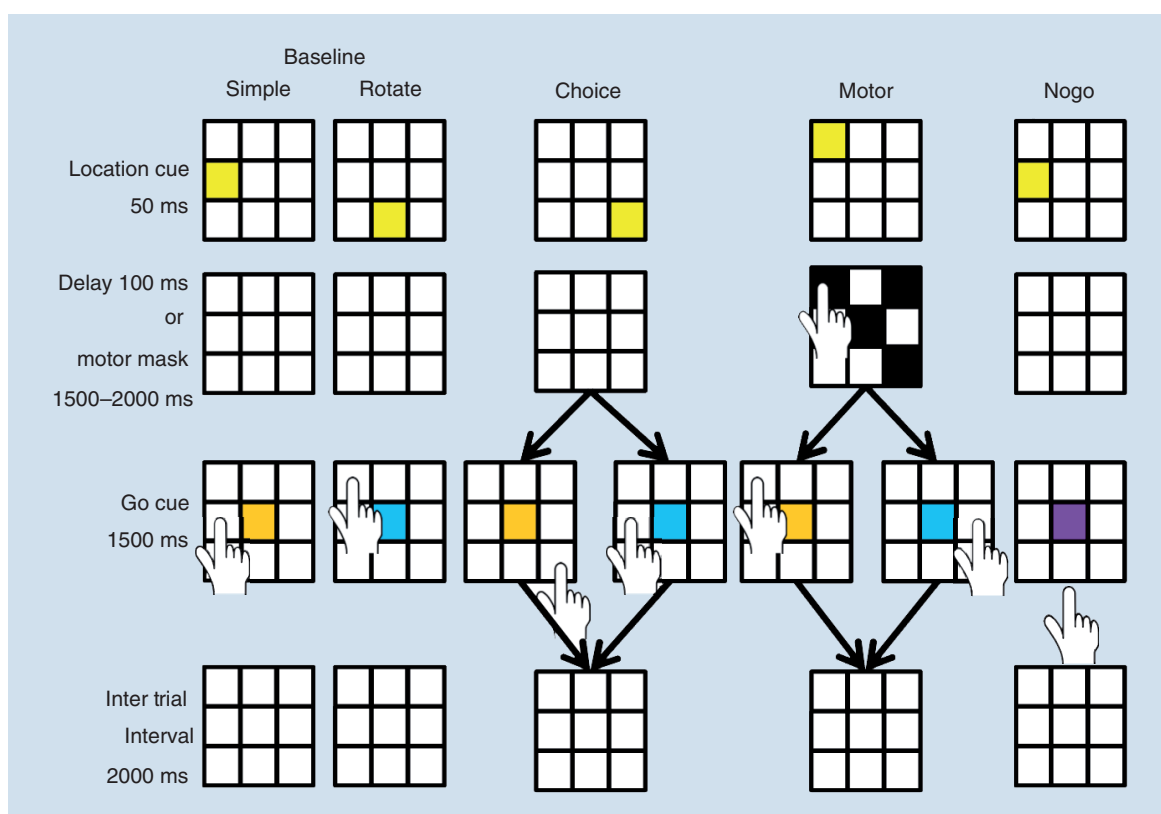 Baseline
Simple
Rotate
Choice
Motor
Nogo
Location cue
50 ms
Delay 100 ms
or
motor mask
1500–2000 ms
Go cue
1500 ms
Inter trial
Interval
2000 ms